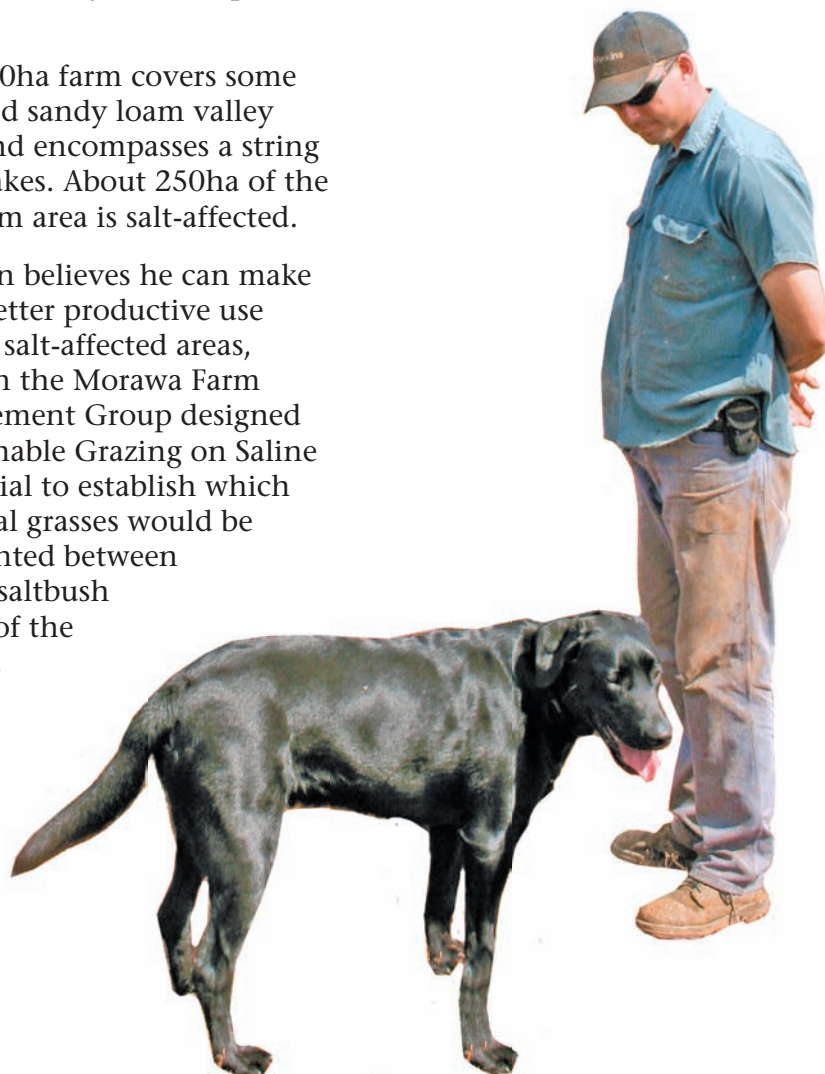 0ha farm covers some
d sandy loam valley
nd encompasses a string
akes. About 250ha of the
m area is salt-affected.
n believes he can make
etter productive use
salt-affected areas,
n the Morawa Farm
ement Group designed
nable Grazing on Saline
ial to establish which
al grasses would be
nted between
saltbush
of the